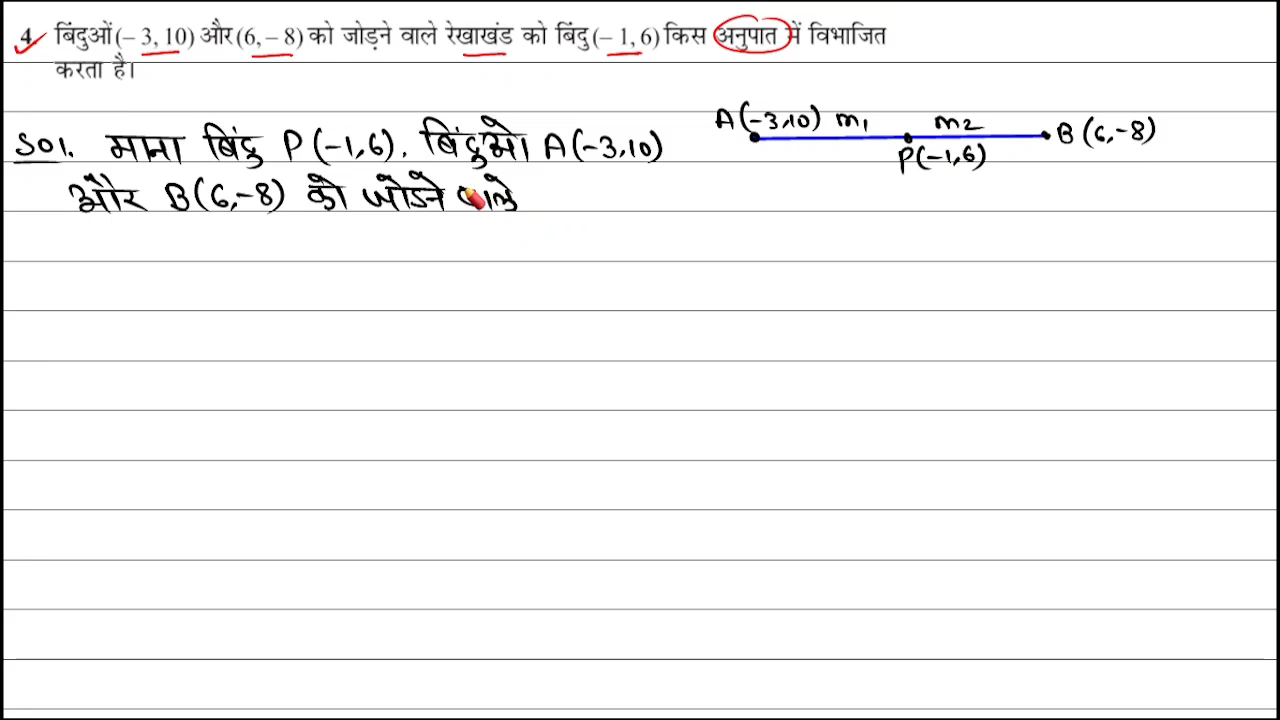 4. बिंदुओं (– 3, 10) और (6, – 8) को जोड़ने वाले रेखाखंड को बिंदु (– 1, 6) किस अनुपात में विभाजित
करता है।
A(-3,10) m1 m2 B(6,-8)
P(-1,6)
Sol. माना बिंदु P(-1,6). बिंदुओ A(-3,10)
और B(6,-8) को जोडने वाले